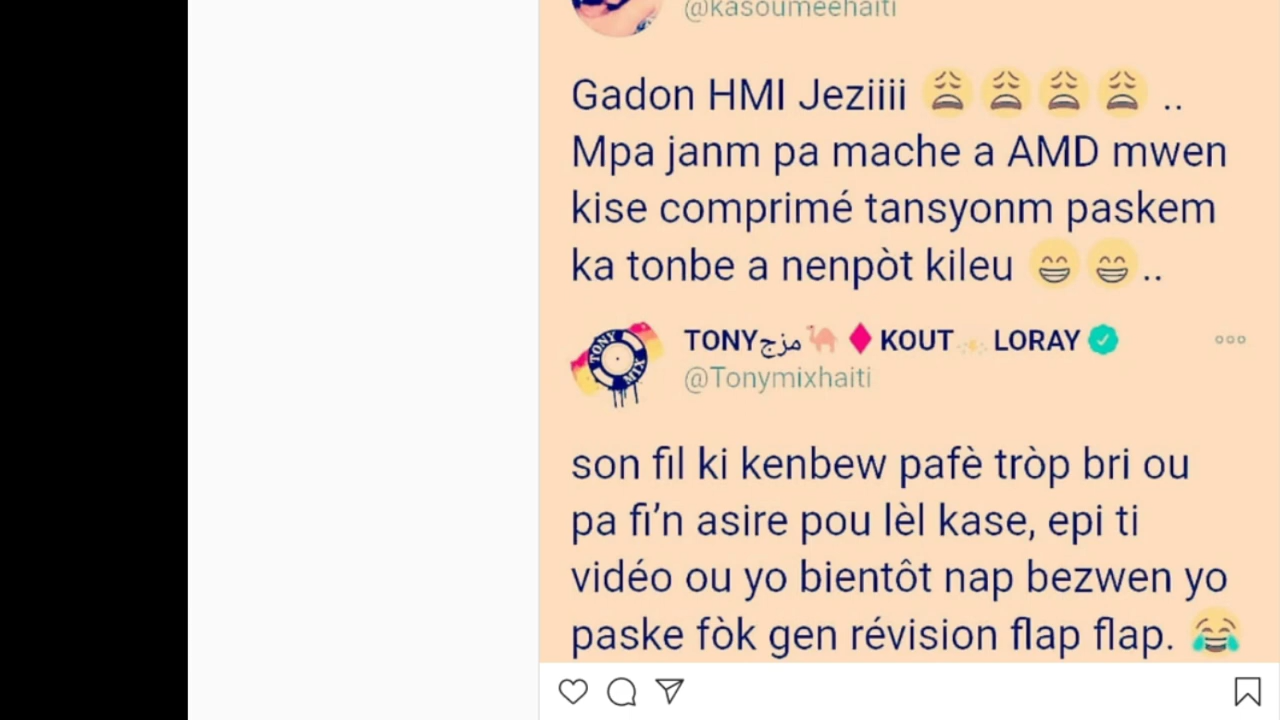 @kasoumeehaiti
Gadon HMI Jeziiii 😩😩😩😩 ..
Mpa janm pa mache a AMD mwen
kise comprimé tansyonm paskem
ka tonbe a nenpòt kileu 😁😁..
TONYمزج🐪♦️KOUT✨LORAY
@Tonymixhaiti
TONY
MIX
son fil ki kenbew pafè tròp bri ou
pa fi’n asire pou lèl kase, epi ti
vidéo ou yo bientôt nap bezwen yo
paske fòk gen révision flap flap. 😂